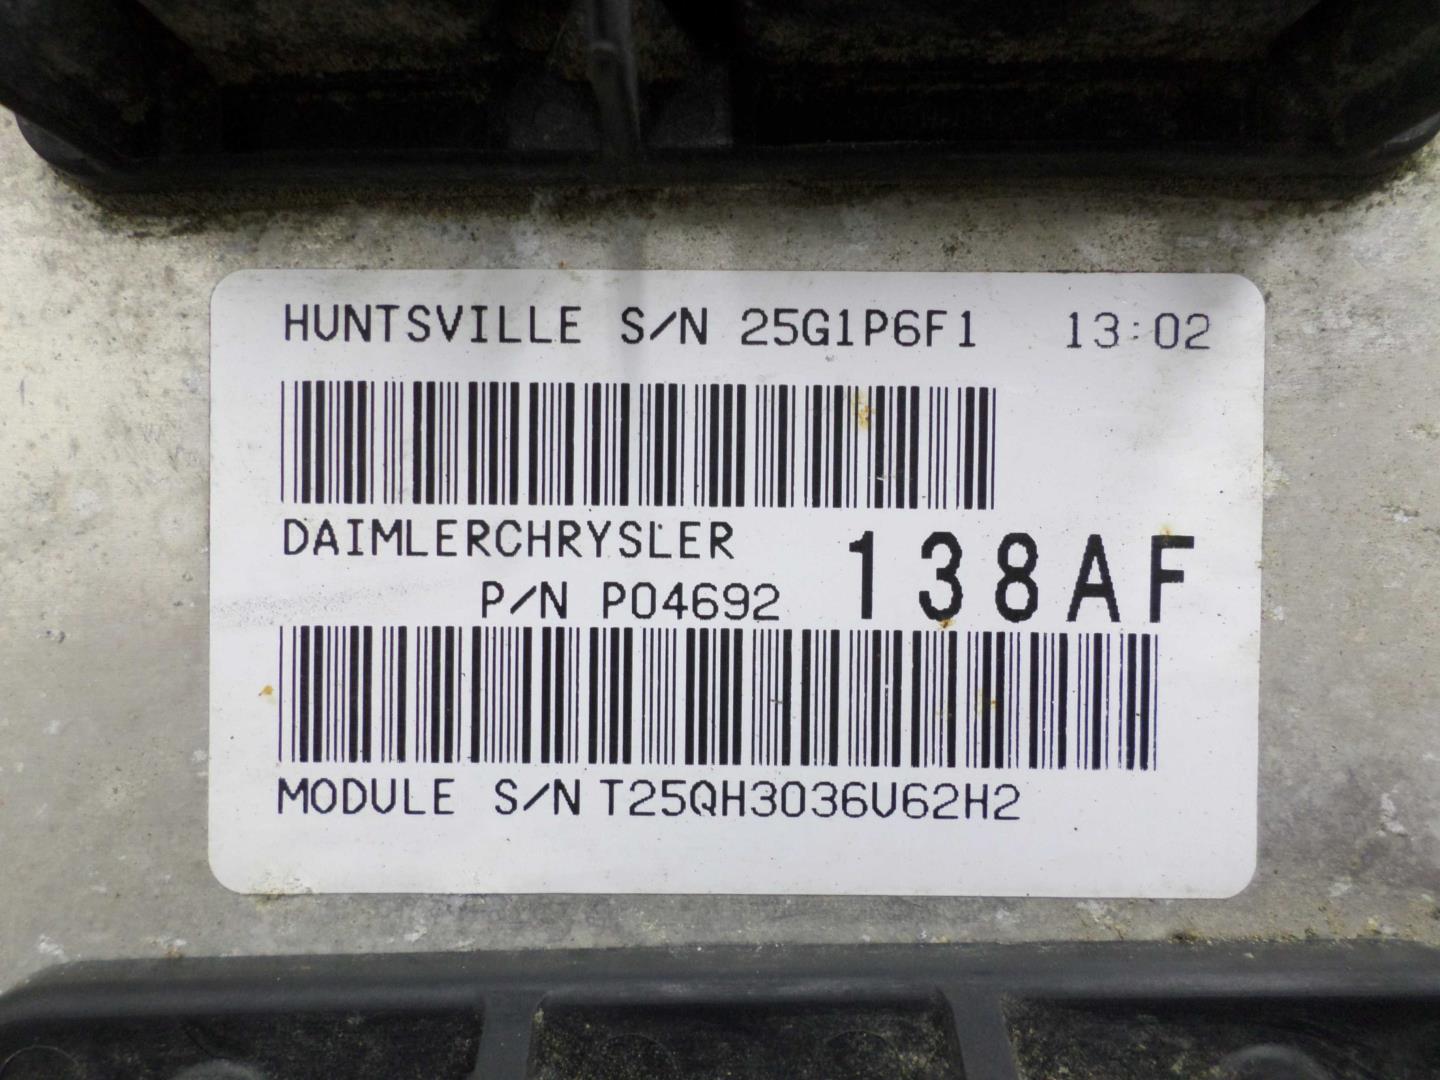 HUNTSVILLE S/N 25G1P6F1 13:02
DAIMLERCHRYSLER
P/N P04692 138AF
MODULE S/N T25QH3036V62H2